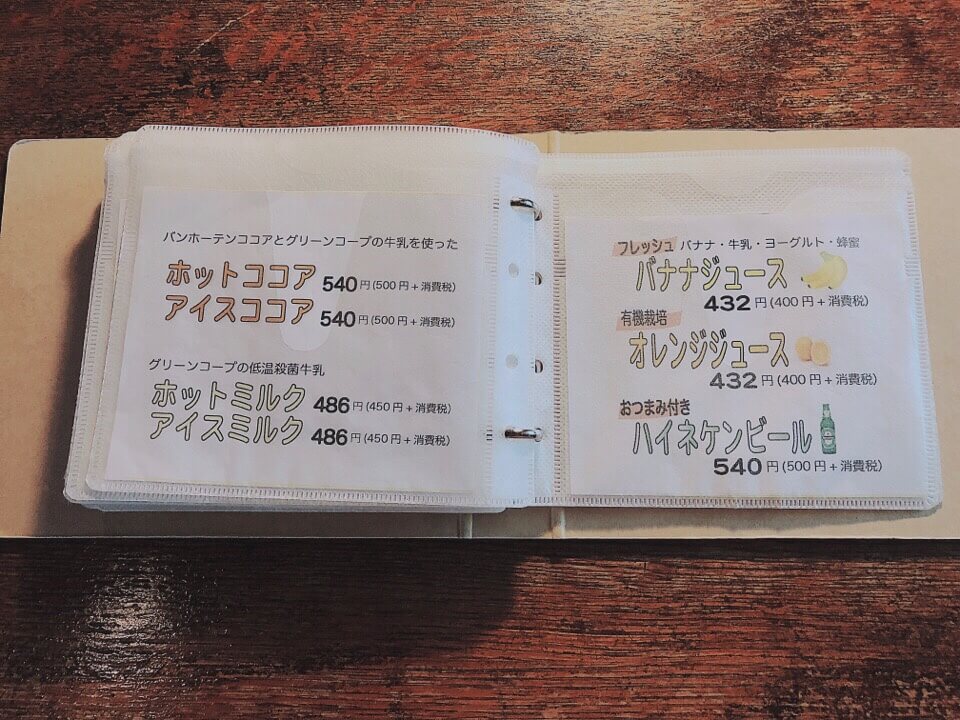 バンホーテンココアとグリーンコープの牛乳を使った
ホットココア 540円(500円+消費税)
アイスココア 540円(500円+消費税)
グリーンコープの低温殺菌牛乳
ホットミルク 486円(450円+消費税)
アイスミルク 486円(450円+消費税)
フレッシュ バナナ・牛乳・ヨーグルト・蜂蜜
バナナジュース
432円(400円+消費税)
有機栽培
オレンジジュース
432円(400円+消費税)
おつまみ付き
ハイネケンビール
540円(500円+消費税)